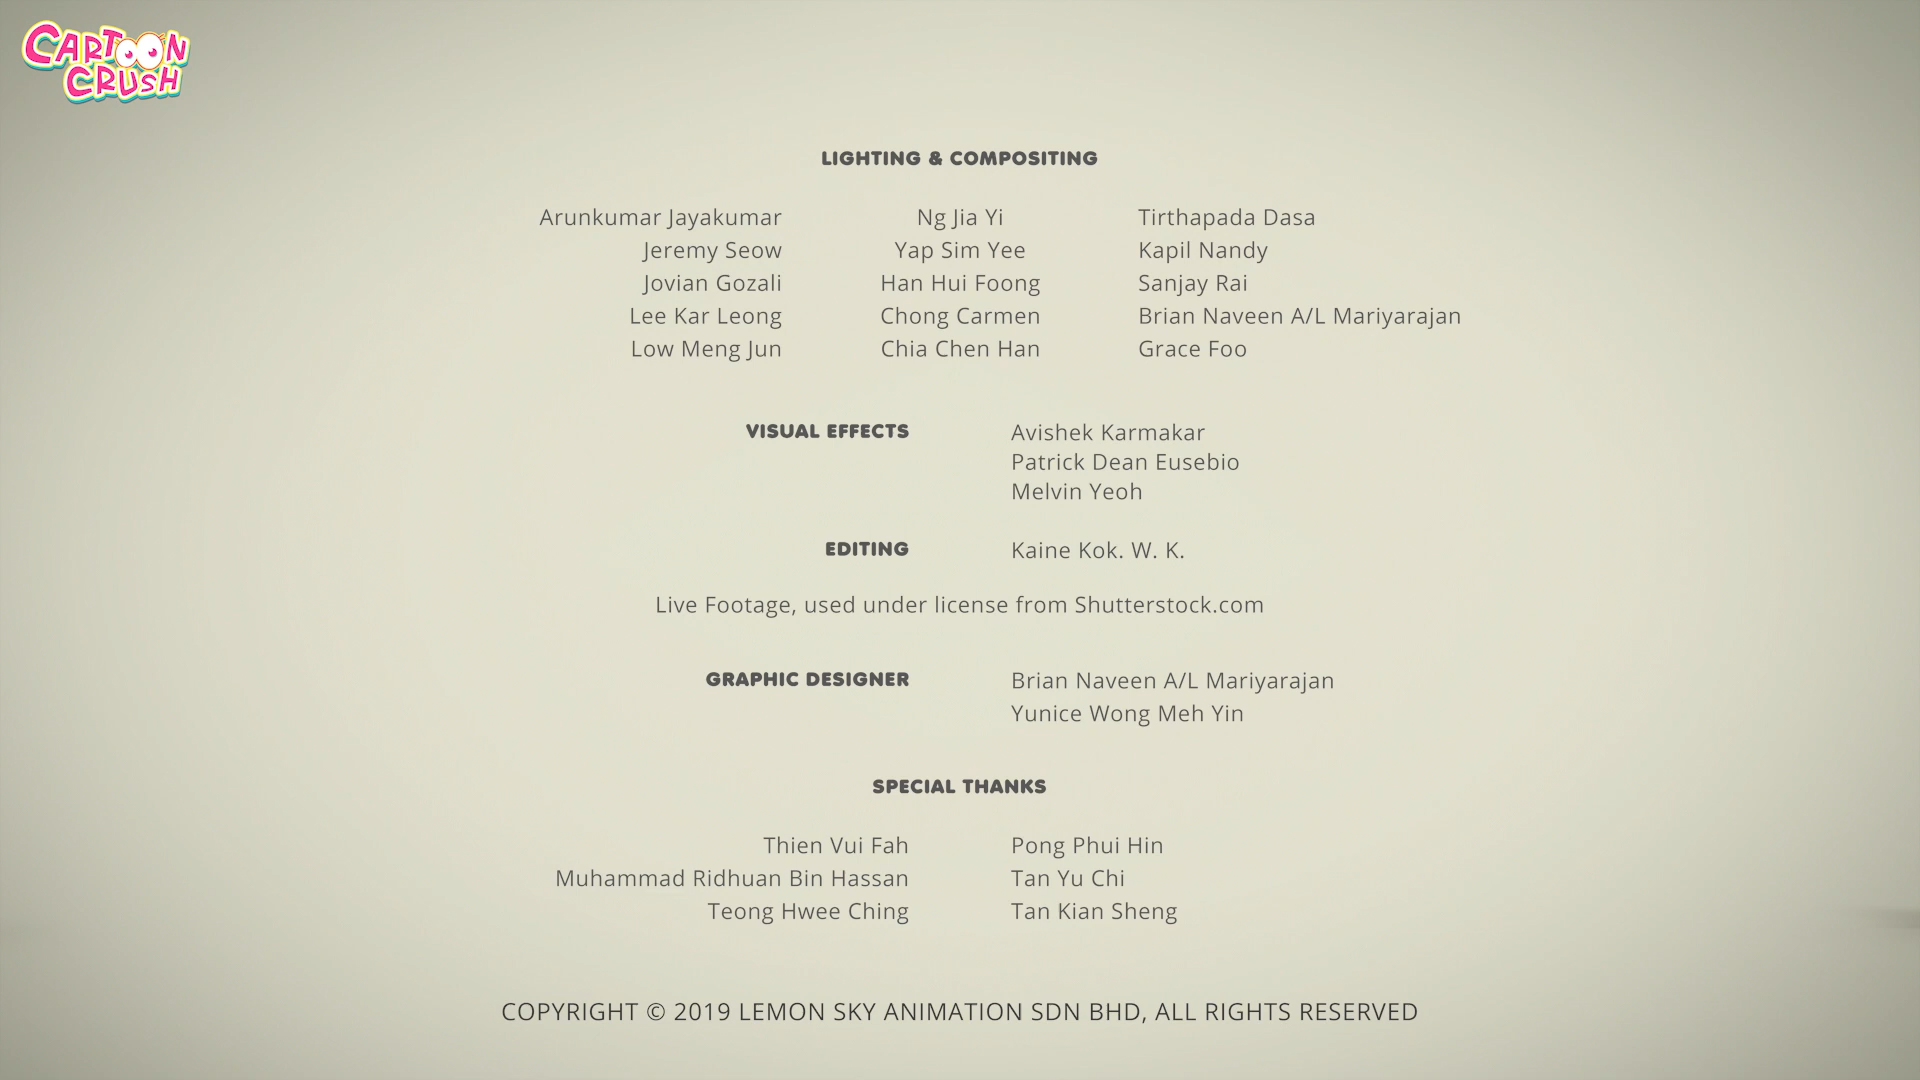 CARTOON
CRUSH
LIGHTING & COMPOSITING
Arunkumar Jayakumar Ng Jia Yi Tirthapada Dasa
Jeremy Seow Yap Sim Yee Kapil Nandy
Jovian Gozali Han Hui Foong Sanjay Rai
Lee Kar Leong Chong Carmen Brian Naveen A/L Mariyarajan
Low Meng Jun Chia Chen Han Grace Foo
VISUAL EFFECTS Avishek Karmakar
Patrick Dean Eusebio
Melvin Yeoh
EDITING Kaine Kok. W. K.
Live Footage, used under license from Shutterstock.com
GRAPHIC DESIGNER Brian Naveen A/L Mariyarajan
Yunice Wong Meh Yin
SPECIAL THANKS
Thien Vui Fah Pong Phui Hin
Muhammad Ridhuan Bin Hassan Tan Yu Chi
Teong Hwee Ching Tan Kian Sheng
COPYRIGHT © 2019 LEMON SKY ANIMATION SDN BHD, ALL RIGHTS RESERVED